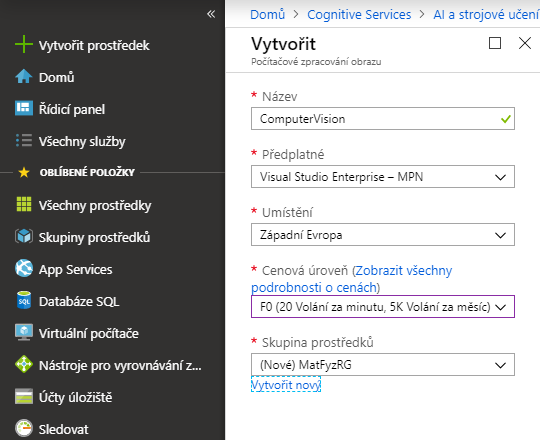 «
Vytvořit prostředek
Domů
Řídicí panel
Všechny služby
OBLÍBENÉ POLOŽKY
Všechny prostředky
Skupiny prostředků
App Services
Databáze SQL
Virtuální počítače
Nástroje pro vyrovnávání z...
Účty úložiště
Sledovat
Domů > Cognitive Services > AI a strojové učení
Vytvořit
Počítačové zpracování obrazu
* Název
ComputerVision
* Předplatné
Visual Studio Enterprise – MPN
* Umístění
Západní Evropa
* Cenová úroveň (Zobrazit všechny
podrobnosti o cenách)
F0 (20 Volání za minutu, 5K Volání za měsíc)
* Skupina prostředků
(Nové) MatFyzRG
Vytvořit nový